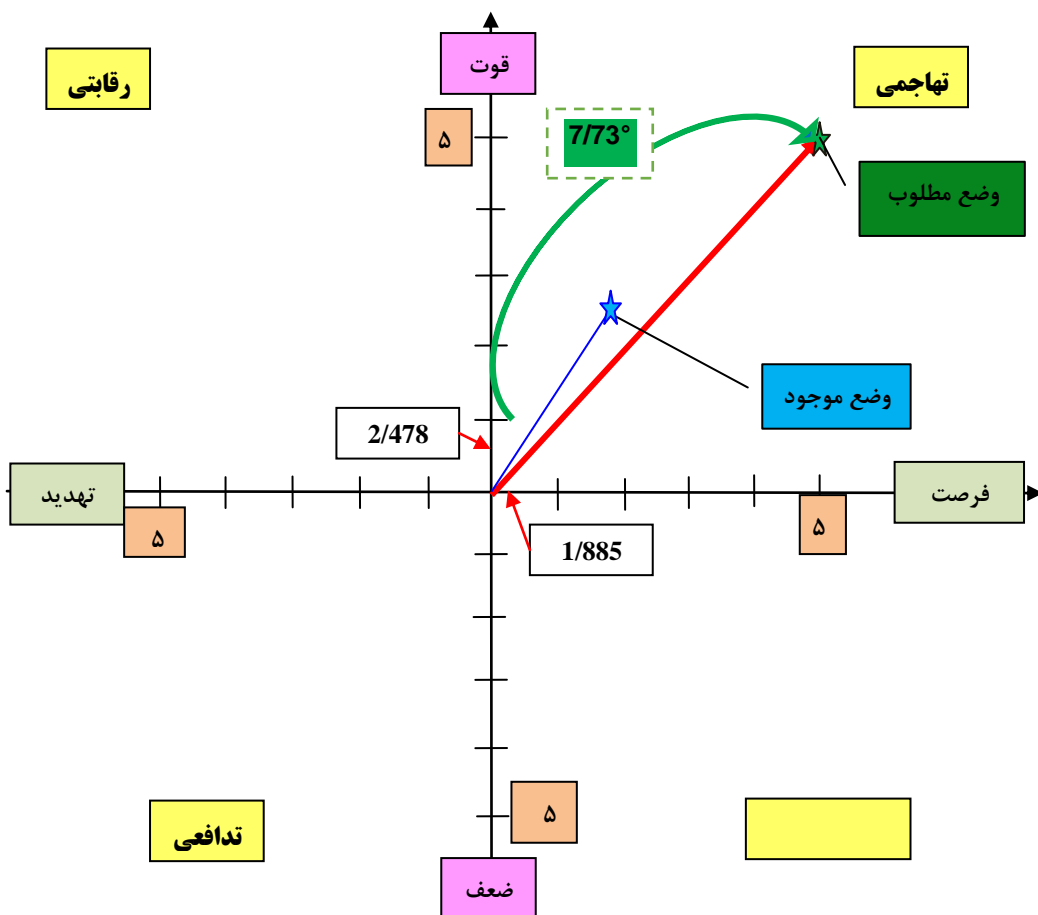 قوت
تهاجمی
رقابتی
۵
7/73°
وضع مطلوب
وضع موجود
2/478
فرصت
تهدید
۵
۵
1/885
۵
تدافعی
ضعف